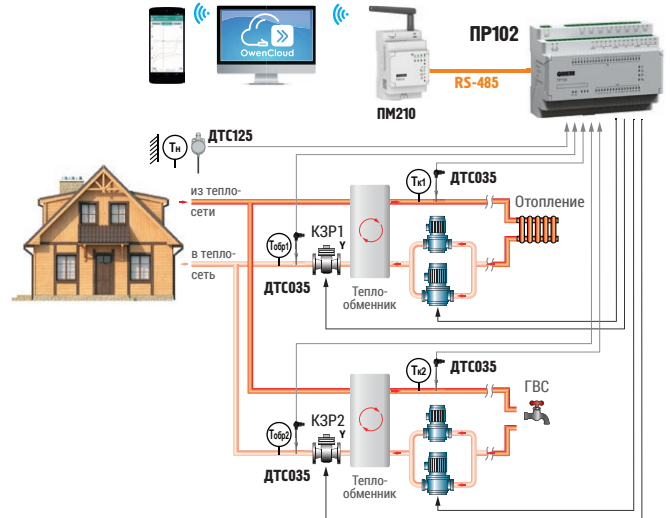 OwenCloud
ПР102
RS-485
ПМ210
Тн
ДТС125
из тепло-
сети
Тк1
ДТС035
Отопление
в тепло-
сеть
Тобр1
КЗР1
Y
ДТС035
Тепло-
обменник
Тк2
ДТС035
ГВС
Тобр2
КЗР2
Y
ДТС035
Тепло-
обменник